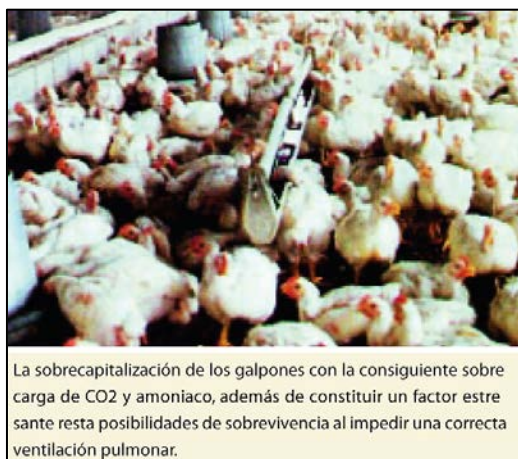 La sobrecapitalización de los galpones con la consiguiente sobre
carga de CO2 y amoniaco, además de constituir un factor estre
sante resta posibilidades de sobrevivencia al impedir una correcta
ventilación pulmonar.